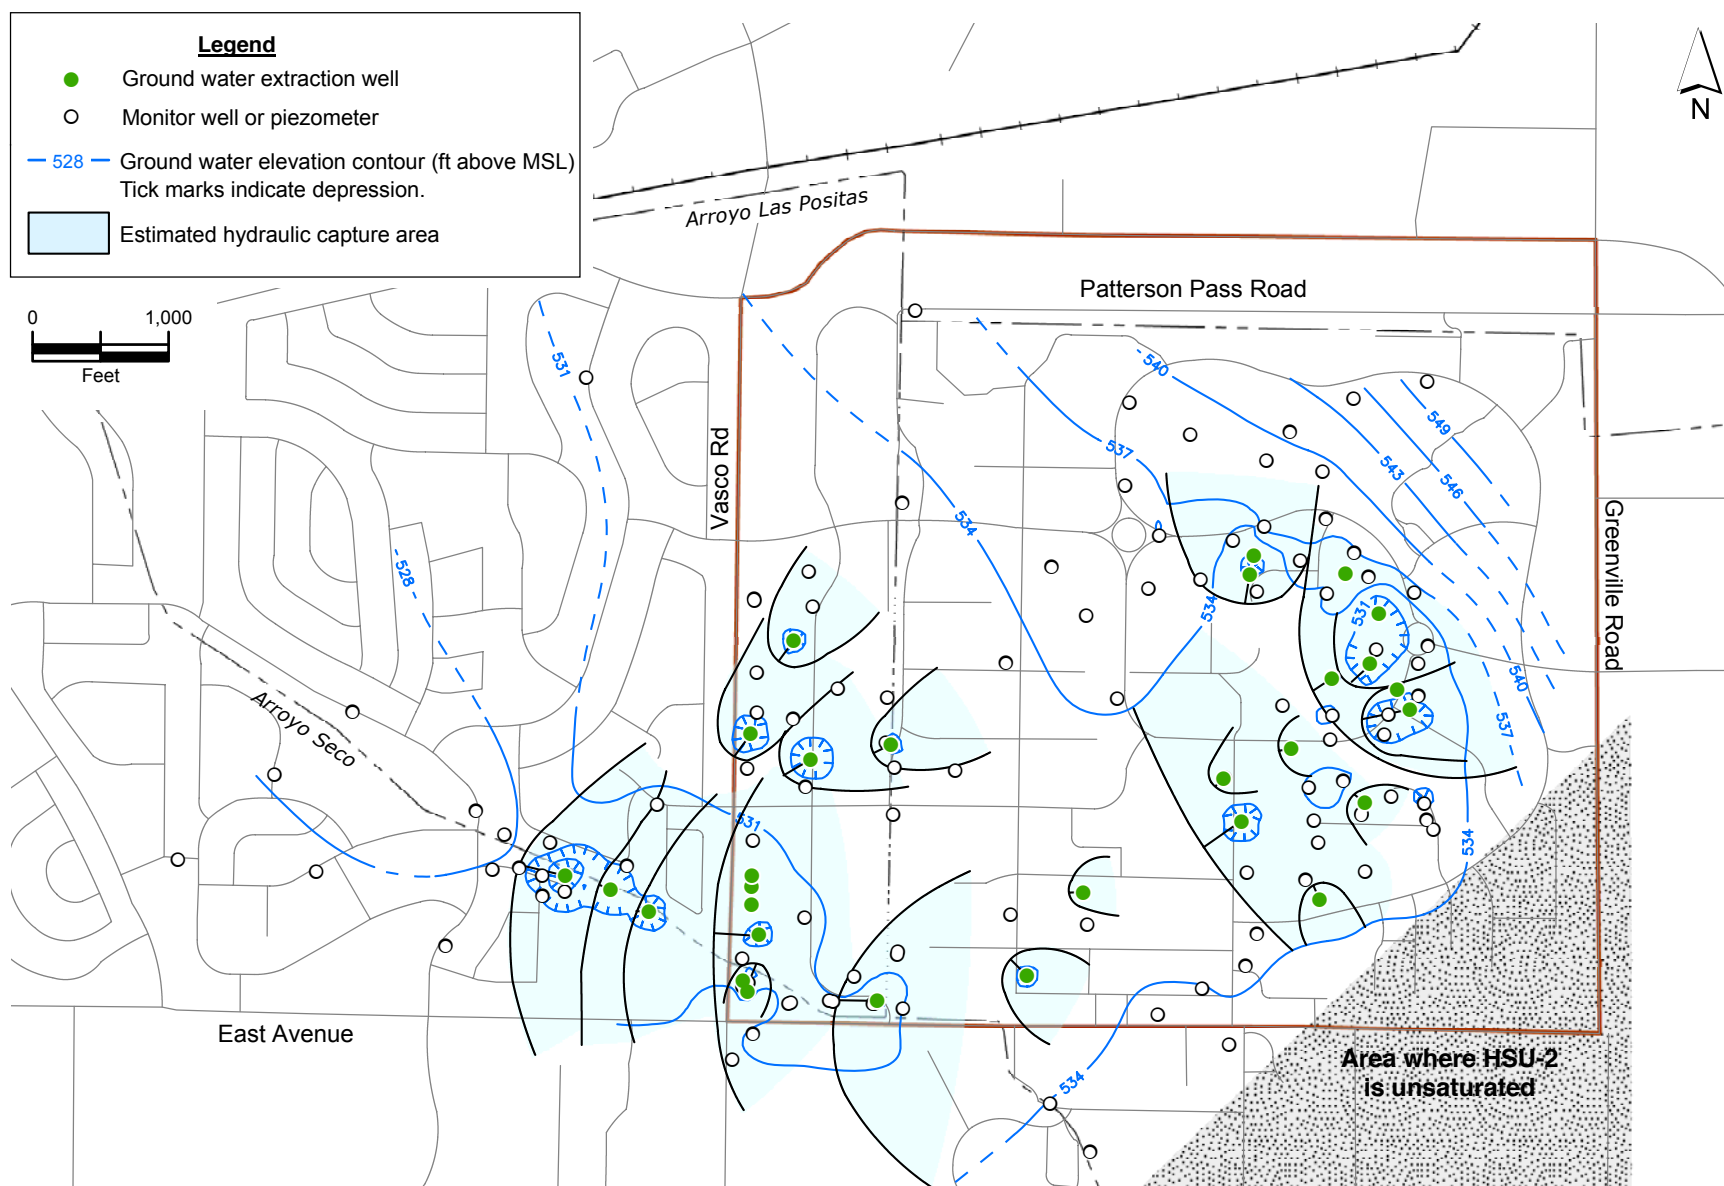 Legend
Ground water extraction well
Monitor well or piezometer
528 Ground water elevation contour (ft above MSL)
Tick marks indicate depression.
Estimated hydraulic capture area
N
0 1,000
Feet
Arroyo Las Positas
Patterson Pass Road
Vasco Rd
Greenville Road
Arroyo Seco
East Avenue
531
528
534
537
540
543
546
549
534
531
540
537
531
534
534
Area where HSU-2
is unsaturated